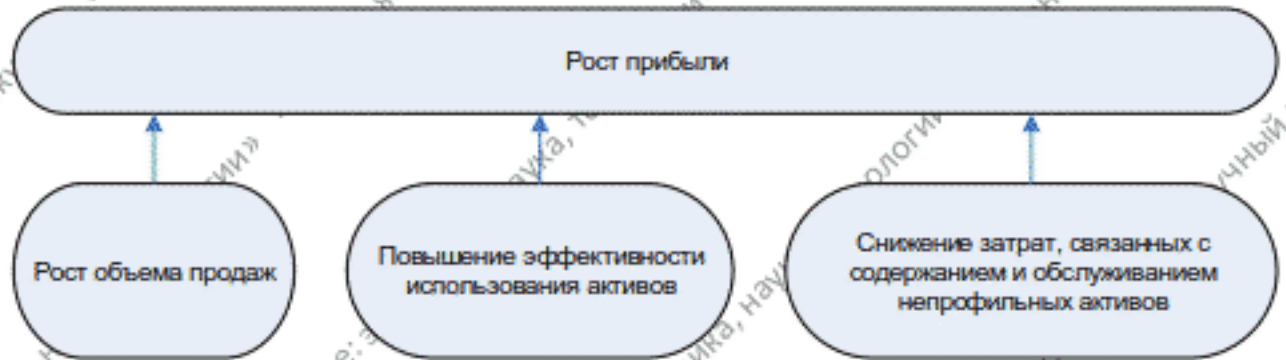 Рост прибыли
Рост объема продаж
Повышение эффективности
использования активов
Снижение затрат, связанных с
содержанием и обслуживанием
непрофильных активов